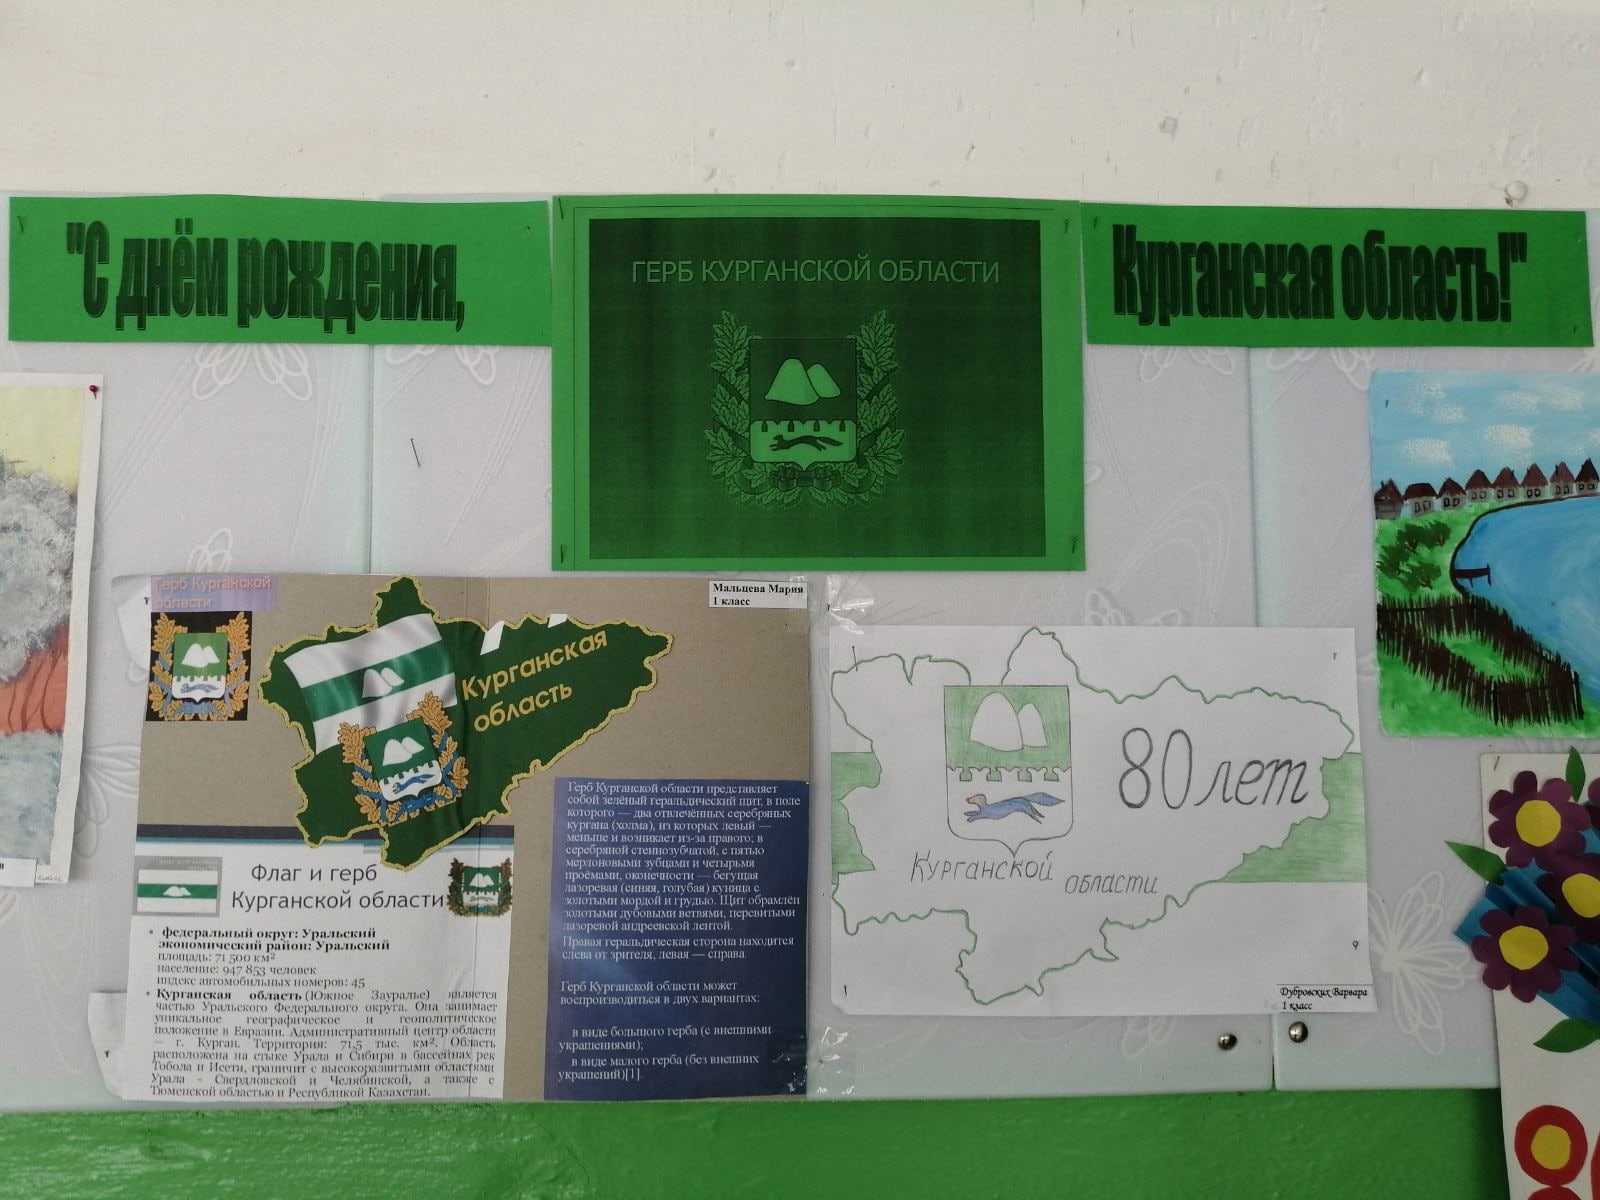 "С днём рождения,
ГЕРБ КУРГАНСКОЙ ОБЛАСТИ
Курганская область!"
Герб Курганской
области
Мальцева Мария
1 класс
Курганская
область
Флаг и герб
Курганской области
• федеральный округ: Уральский
экономический район: Уральский
площадь: 71 500 км²
население: 947 853 человек
индекс автомобильных номеров: 45
• Курганская область (Южное Зауралье) является
частью Уральского Федерального округа. Она занимает
уникальное географическое и геополитическое
положение в Евразии. Административный центр области
– г. Курган. Территория: 71,5 тыс. км². Область
расположена на стыке Урала и Сибири в бассейнах рек
Тобола и Исети, граничит с высокоразвитыми областями
Урала - Свердловской и Челябинской, а также с
Тюменской областью и Республикой Казахстан.
Герб Курганской области представляет
собой зелёный геральдический щит, в поле
которого — два отвлечённых серебряных
кургана (холма), из которых левый —
меньше и возникает из-за правого; в
серебряной стеннозубчатой, с пятью
мерлоновыми зубцами и четырьмя
проёмами, оконечности — бегущая
лазоревая (синяя, голубая) куница с
золотыми мордой и грудью. Щит обрамлён
золотыми дубовыми ветвями, перевитыми
лазоревой андреевской лентой.
Правая геральдическая сторона находится
слева от зрителя, левая — справа.
Герб Курганской области может
воспроизводиться в двух вариантах:
в виде большого герба (с внешними
украшениями);
в виде малого герба (без внешних
украшений)[1].
80 лет
Курганской области
Дубровских Варвара
1 класс